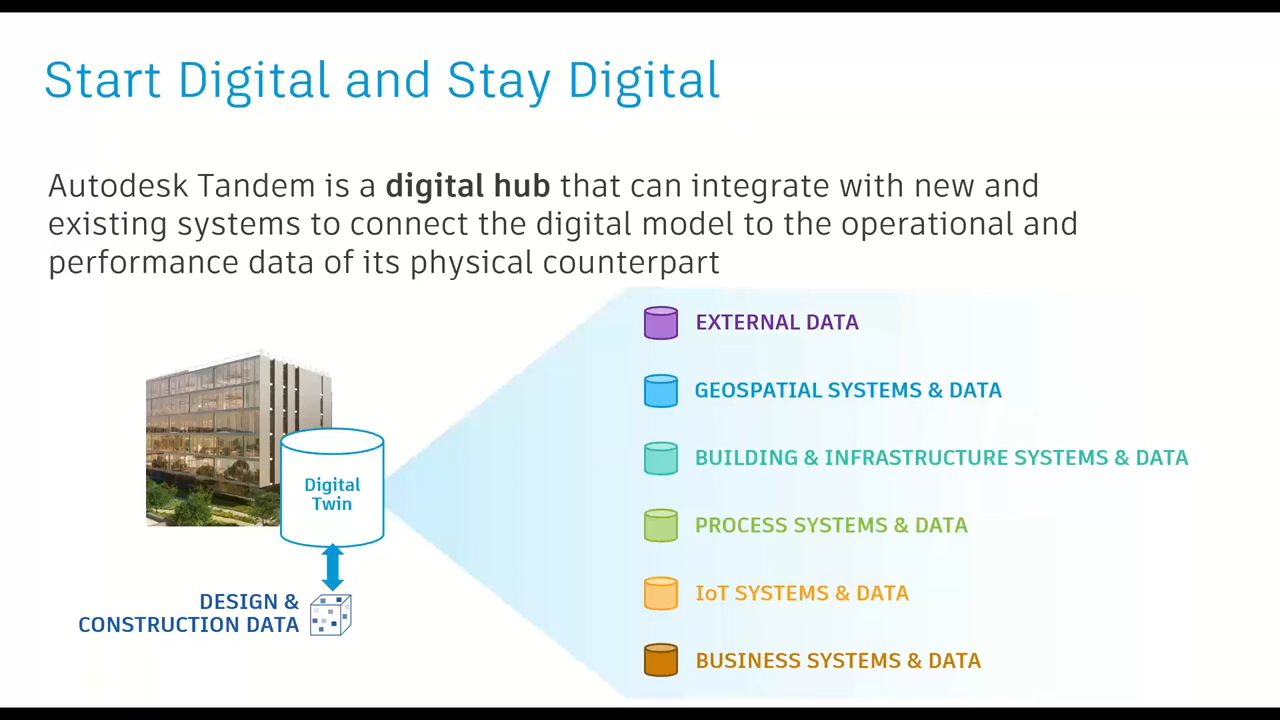 Start Digital and Stay Digital
Autodesk Tandem is a digital hub that can integrate with new and
existing systems to connect the digital model to the operational and
performance data of its physical counterpart
EXTERNAL DATA
GEOSPATIAL SYSTEMS & DATA
BUILDING & INFRASTRUCTURE SYSTEMS & DATA
PROCESS SYSTEMS & DATA
IoT SYSTEMS & DATA
BUSINESS SYSTEMS & DATA
Digital
Twin
DESIGN &
CONSTRUCTION DATA